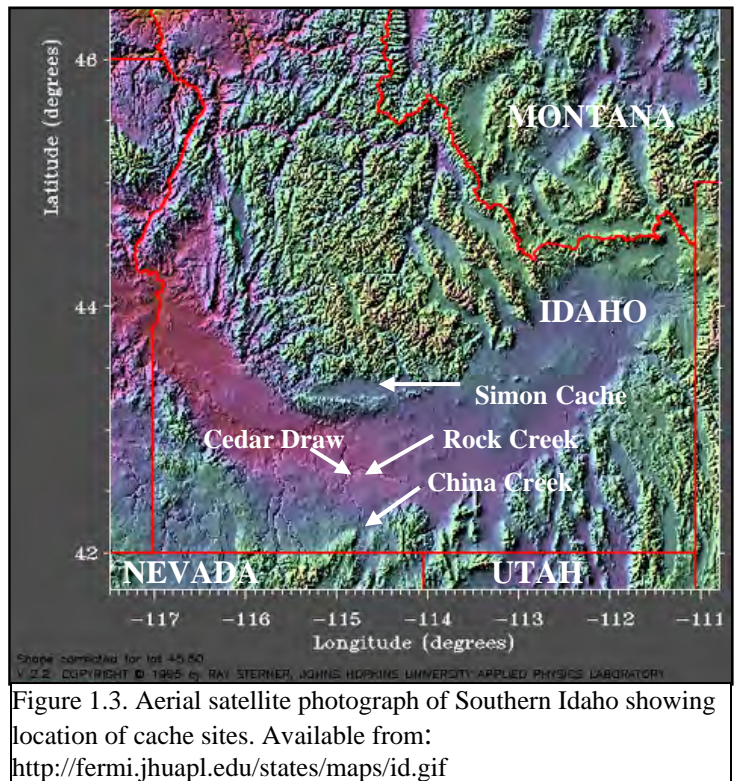 46
MONTANA
Latitude (degrees)
44
IDAHO
Simon Cache
Cedar Draw
Rock Creek
China Creek
42
NEVADA
UTAH
−117
−116
−115
−114
−113
−112
−111
Longitude (degrees)
Shape corrected for lat 45.50
V 2.2 COPYRIGHT © 1995 by RAY STERNER, JOHNS HOPKINS UNIVERSITY APPLIED PHYSICS LABORATORY
Figure 1.3. Aerial satellite photograph of Southern Idaho showing
location of cache sites. Available from:
http://fermi.jhuapl.edu/states/maps/id.gif